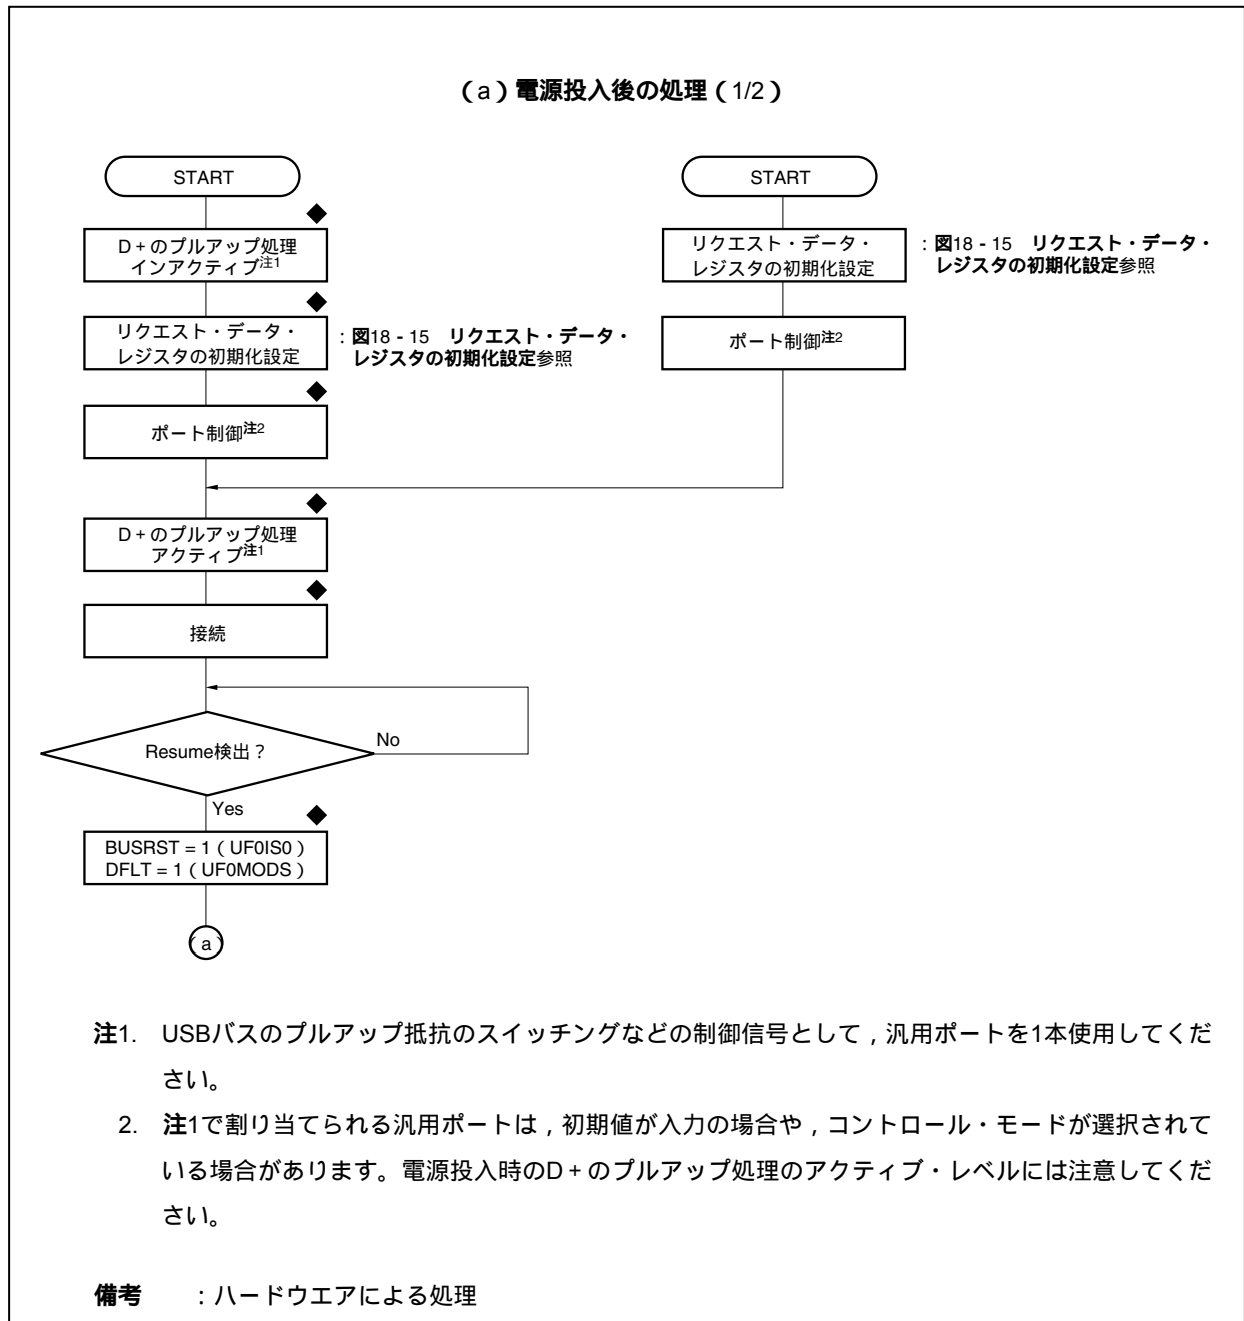 (a)電源投入後の処理(1/2)
START
D+のプルアップ処理
インアクティブ注1
リクエスト・データ・
レジスタの初期化設定
:図18-15 リクエスト・データ・
レジスタの初期化設定参照
ポート制御注2
START
リクエスト・データ・
レジスタの初期化設定
:図18-15 リクエスト・データ・
レジスタの初期化設定参照
ポート制御注2
D+のプルアップ処理
アクティブ注1
接続
Resume検出?
No
Yes
BUSRST = 1(UF0IS0)
DFLT = 1(UF0MODS)
(a)
注1. USBバスのプルアップ抵抗のスイッチングなどの制御信号として,汎用ポートを1本使用してくだ
さい。
2. 注1で割り当てられる汎用ポートは,初期値が入力の場合や,コントロール・モードが選択されて
いる場合があります。電源投入時のD+のプルアップ処理のアクティブ・レベルには注意してくだ
さい。
備考 :ハードウエアによる処理